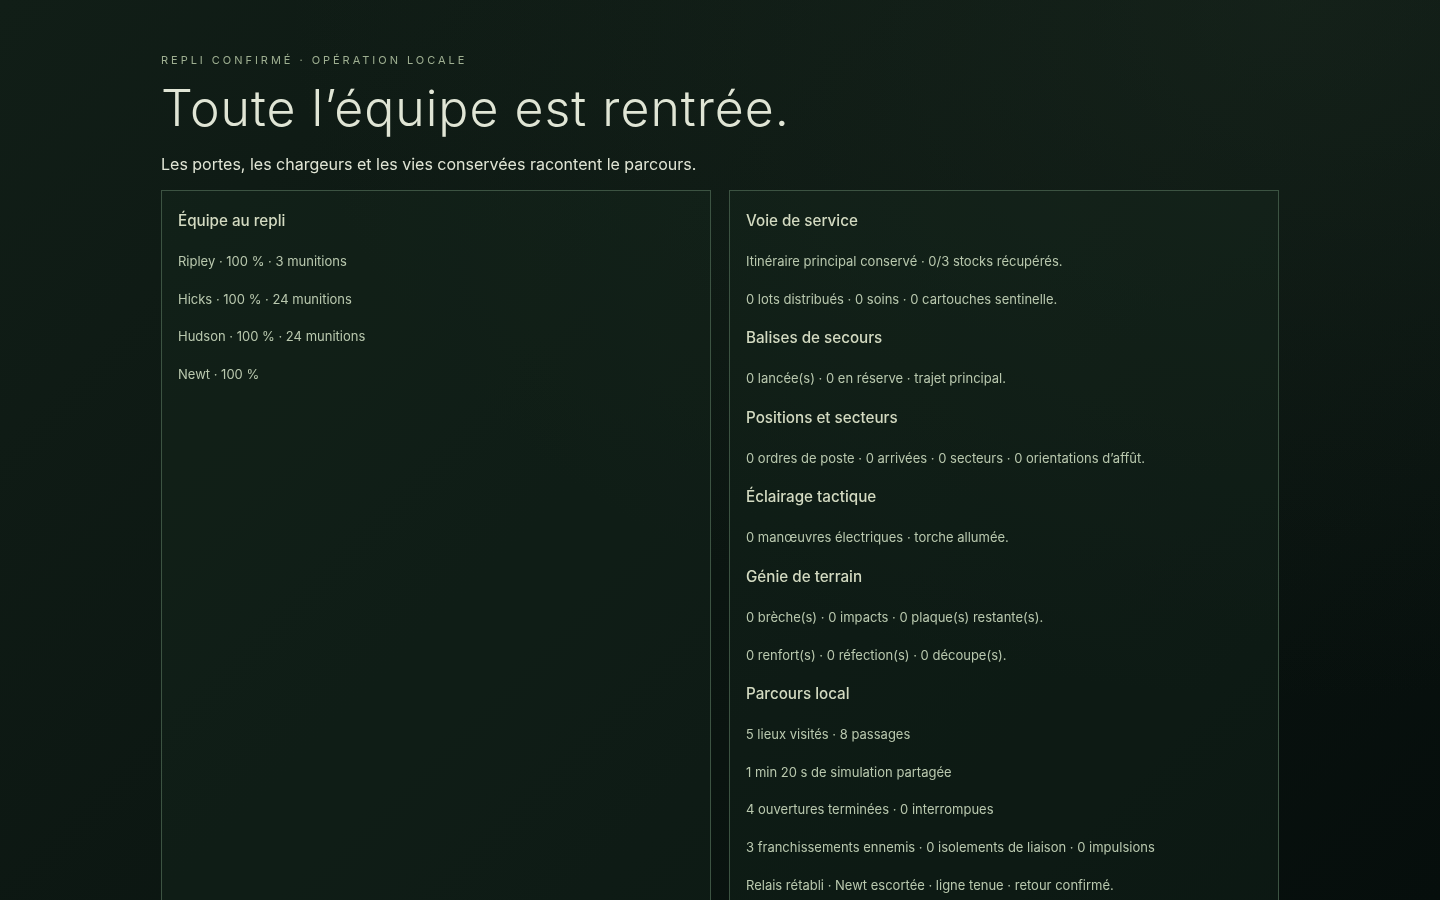 REPLI CONFIRMÉ · OPÉRATION LOCALE
Toute l’équipe est rentrée.
Les portes, les chargeurs et les vies conservées racontent le parcours.
Équipe au repli
Ripley · 100 % · 3 munitions
Hicks · 100 % · 24 munitions
Hudson · 100 % · 24 munitions
Newt · 100 %
Voie de service
Itinéraire principal conservé · 0/3 stocks récupérés.
0 lots distribués · 0 soins · 0 cartouches sentinelle.
Balises de secours
0 lancée(s) · 0 en réserve · trajet principal.
Positions et secteurs
0 ordres de poste · 0 arrivées · 0 secteurs · 0 orientations d’affût.
Éclairage tactique
0 manœuvres électriques · torche allumée.
Génie de terrain
0 brèche(s) · 0 impacts · 0 plaque(s) restante(s).
0 renfort(s) · 0 réfection(s) · 0 découpe(s).
Parcours local
5 lieux visités · 8 passages
1 min 20 s de simulation partagée
4 ouvertures terminées · 0 interrompues
3 franchissements ennemis · 0 isolements de liaison · 0 impulsions
Relais rétabli · Newt escortée · ligne tenue · retour confirmé.